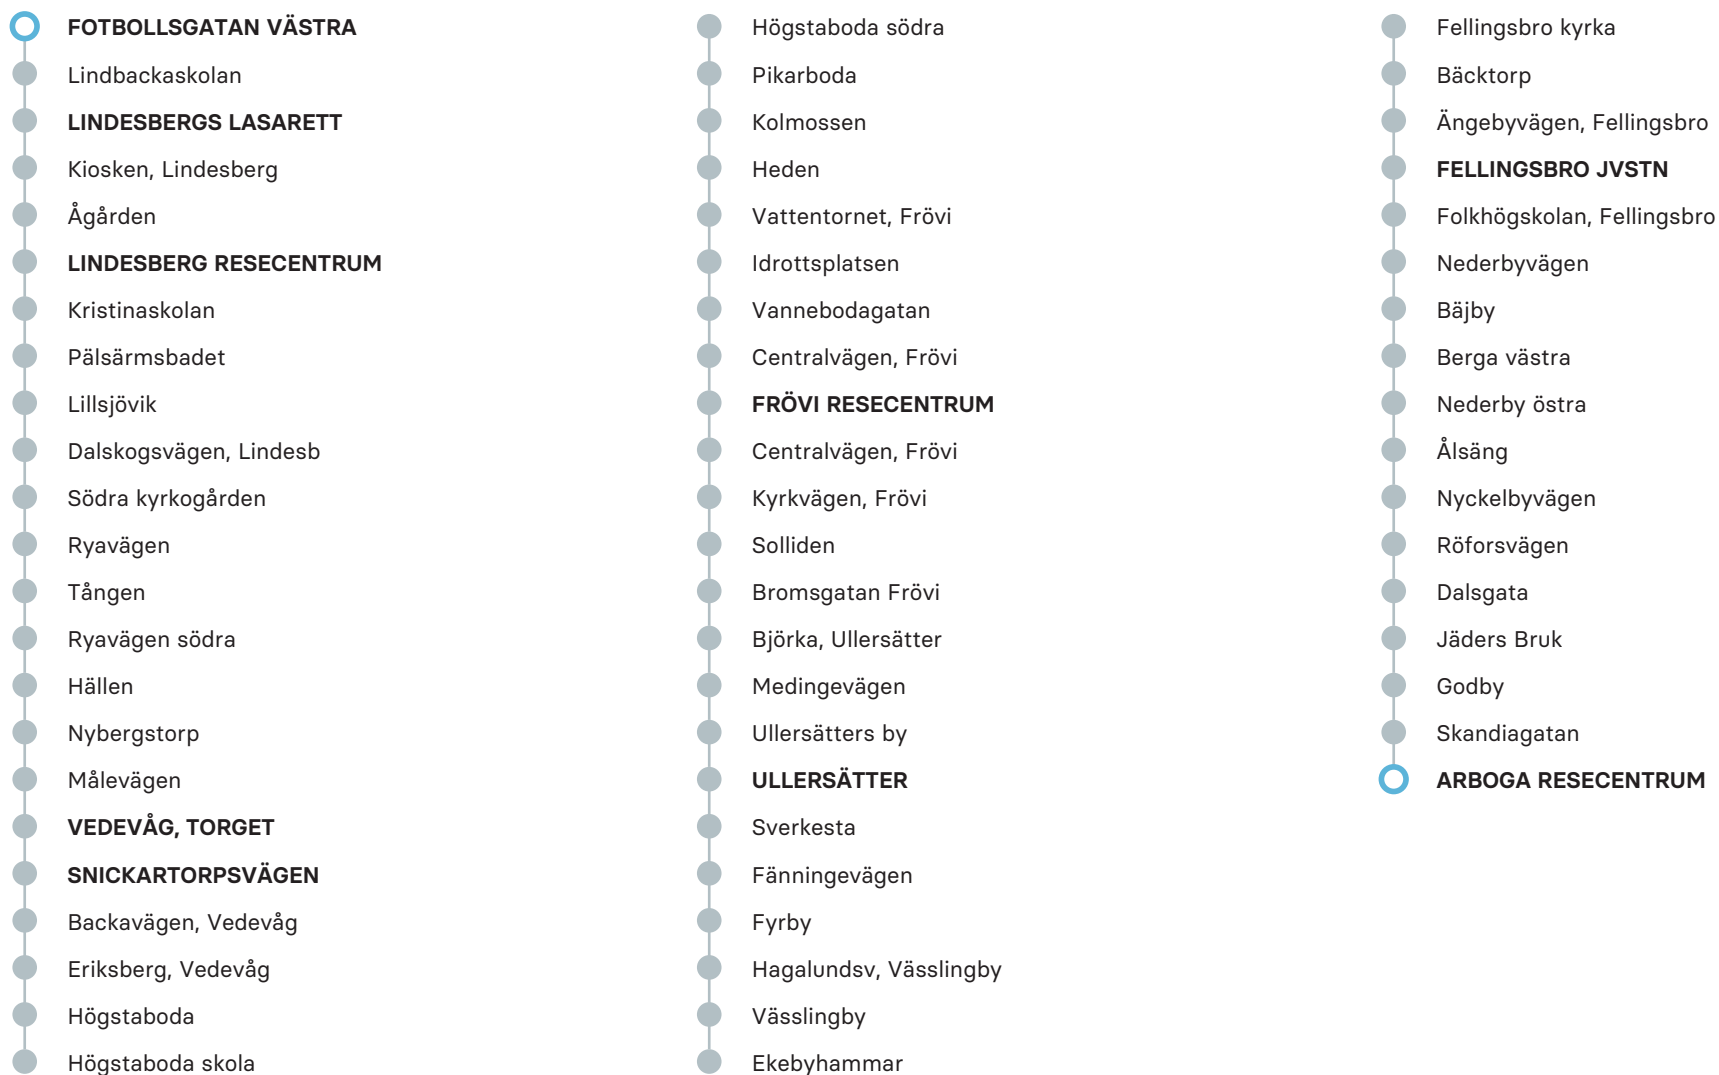 FOTBOLLSGATAN VÄSTRA
Lindbackaskolan
LINDESBERGS LASARETT
Kiosken, Lindesberg
Ågården
LINDESBERG RESECENTRUM
Kristinaskolan
Pälsärmsbadet
Lillsjövik
Dalskogsvägen, Lindesb
Södra kyrkogården
Ryavägen
Tången
Ryavägen södra
Hällen
Nybergstorp
Målevägen
VEDEVÅG, TORGET
SNICKARTORPSVÄGEN
Backavägen, Vedevåg
Eriksberg, Vedevåg
Högstaboda
Högstaboda skola
Högstaboda södra
Pikarboda
Kolmossen
Heden
Vattentornet, Frövi
Idrottsplatsen
Vannebodagatan
Centralvägen, Frövi
FRÖVI RESECENTRUM
Centralvägen, Frövi
Kyrkvägen, Frövi
Solliden
Bromsgatan Frövi
Björka, Ullersätter
Medingevägen
Ullersätters by
ULLERSÄTTER
Sverkesta
Fänningevägen
Fyrby
Hagalundsv, Västlingby
Vässlingby
Ekebyhammar
Fellingsbro kyrka
Bäcktorp
Ängebyvägen, Fellingsbro
FELLINGSBRO JVSTN
Folkhögskolan, Fellingsbro
Nederbyvägen
Bäjby
Berga västra
Nederby östra
Ålsäng
Nyckelbyvägen
Röforsvägen
Dalsgata
Jäders Bruk
Godby
Skandiagatan
ARBOGA RESECENTRUM